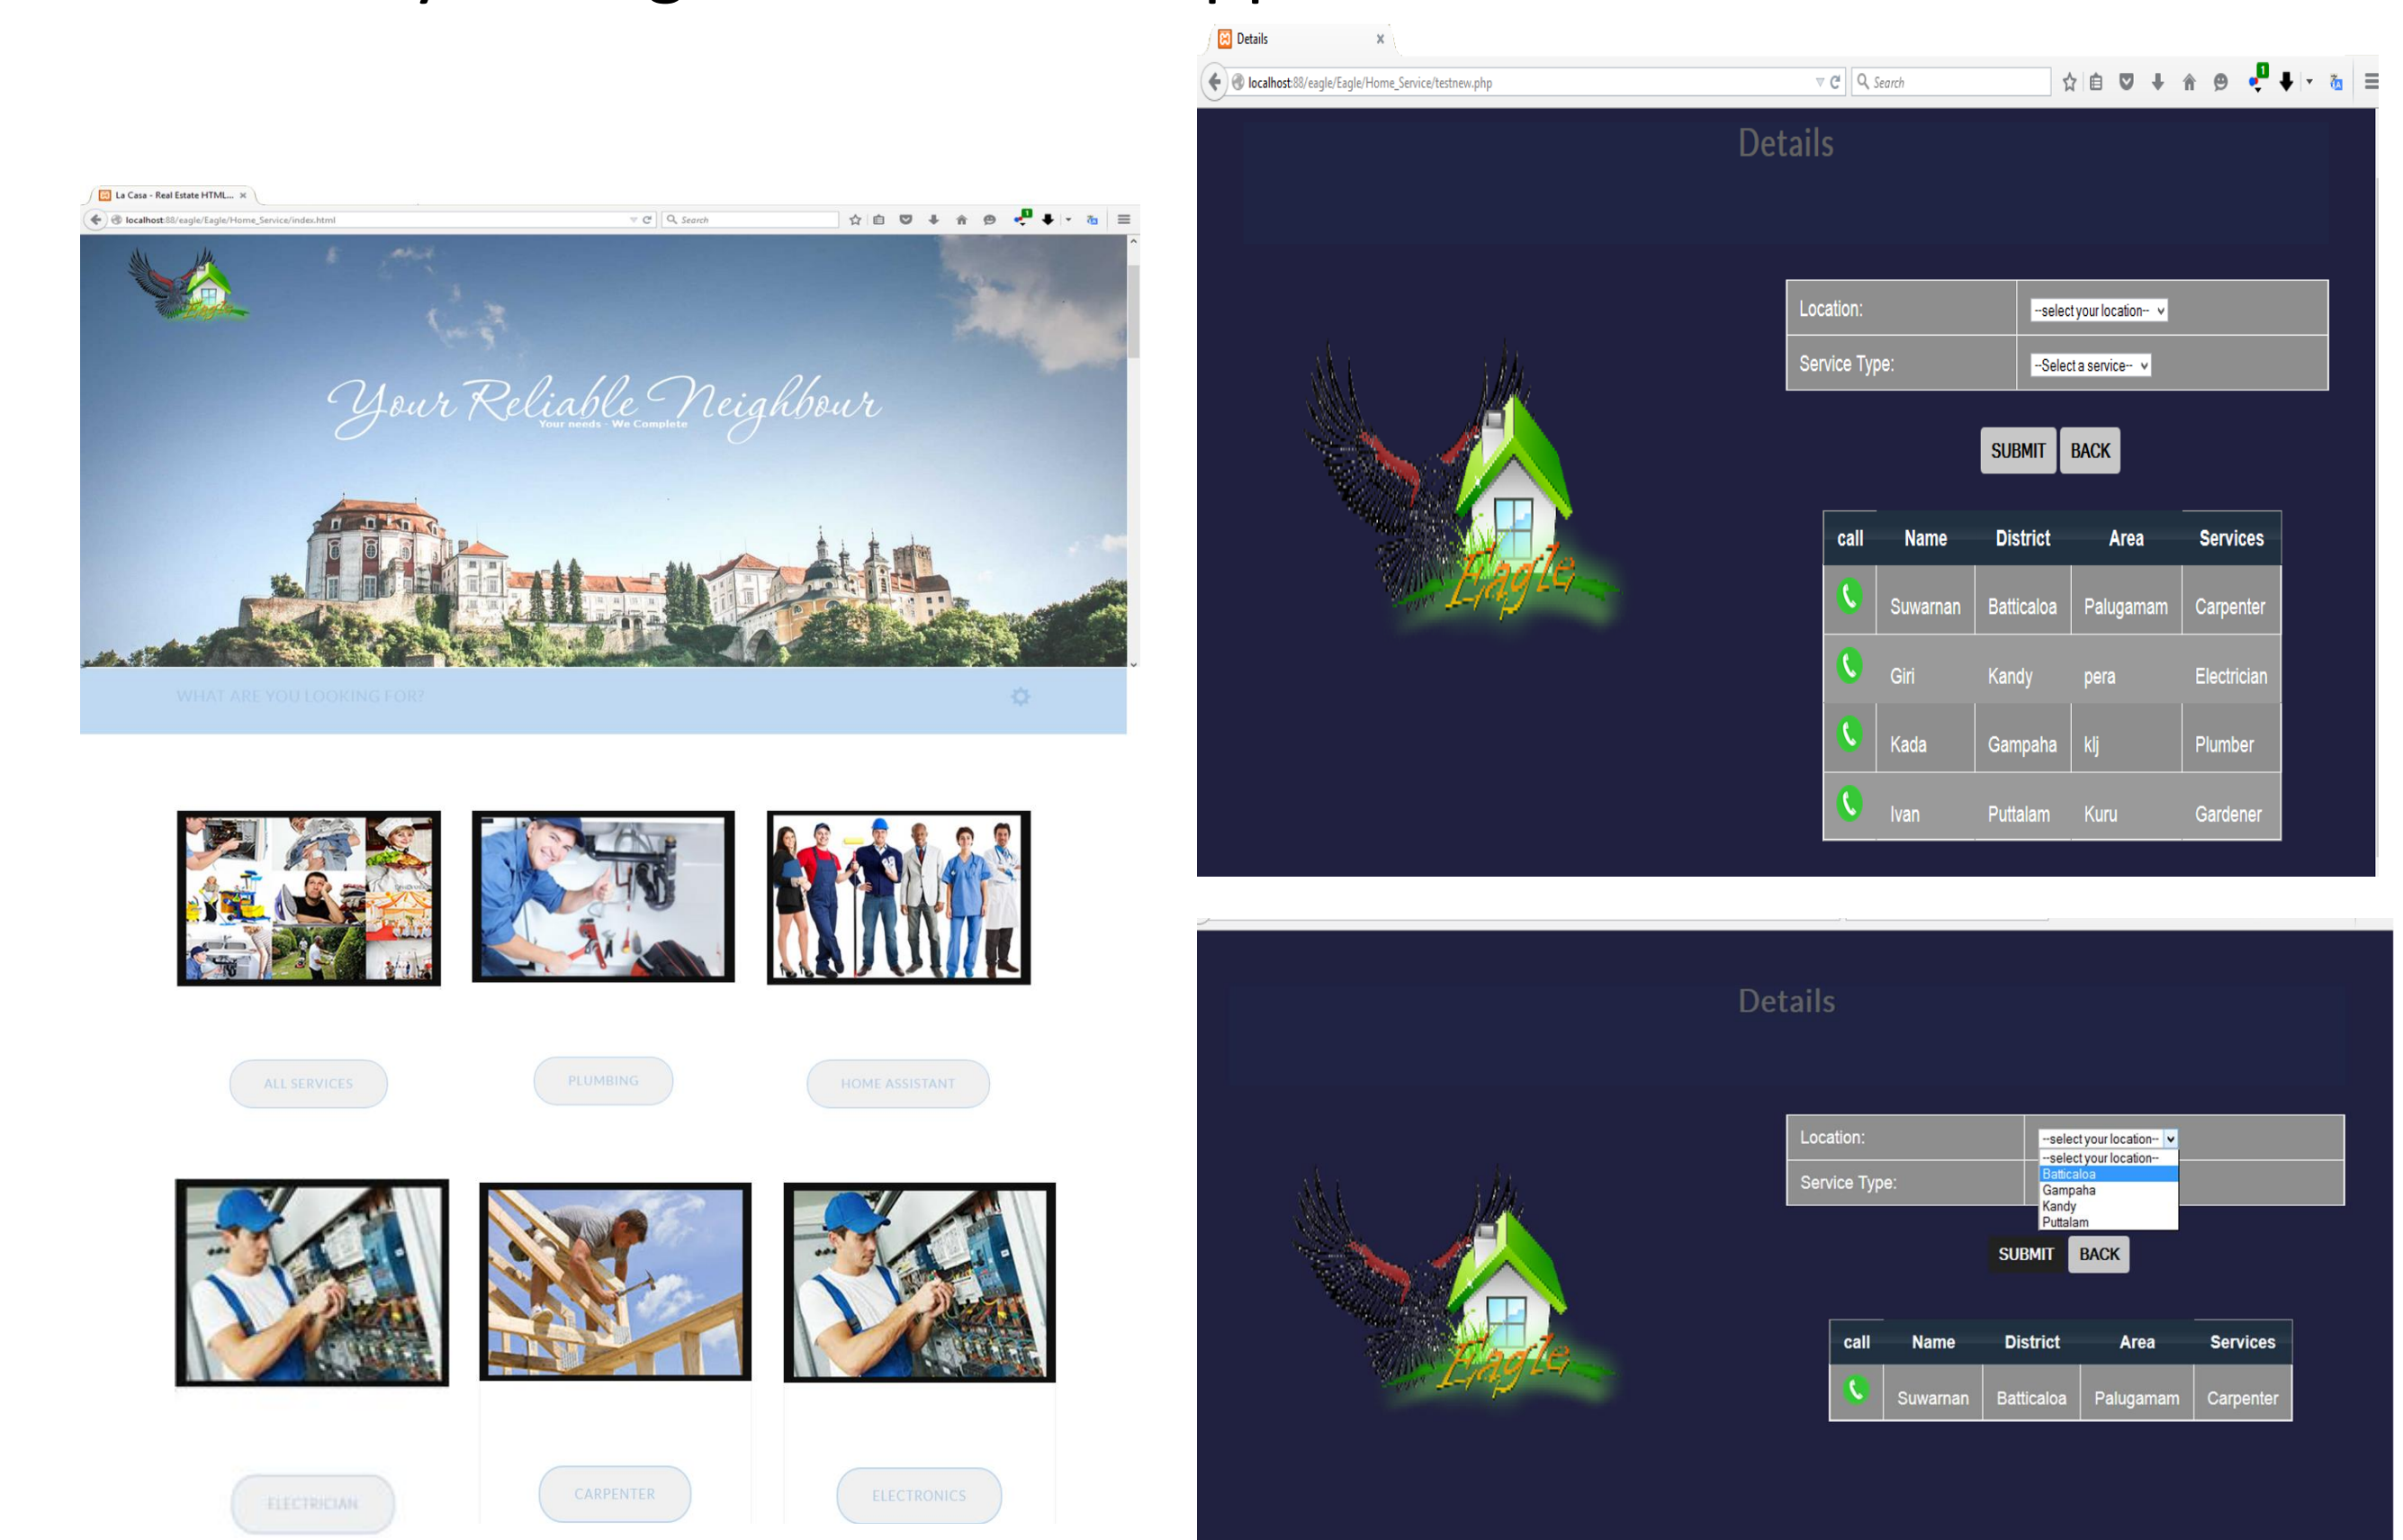 La Casa - Real Estate HTML...
localhost:88/eagle/Eagle/Home_Service/index.html
Search
1
Eagle
Your Reliable Neighbour
Your needs - We Complete
WHAT ARE YOU LOOKING FOR?
ALL SERVICES
PLUMBING
HOME ASSISTANT
ELECTRICIAN
CARPENTER
ELECTRONICS
Details
localhost:88/eagle/Eagle/Home_Service/testnew.php
Search
1
Details
Location: --select your location--
Service Type: --Select a service--
SUBMIT BACK
Eagle
call Name District Area Services
Suwarnan Batticaloa Palugamam Carpenter
Giri Kandy pera Electrician
Kada Gampaha klj Plumber
Ivan Puttalam Kuru Gardener
Details
Location: --select your location--
--select your location--
Batticaloa
Service Type:
Gampaha
Kandy
Puttalam
SUBMIT BACK
Eagle
call Name District Area Services
Suwarnan Batticaloa Palugamam Carpenter